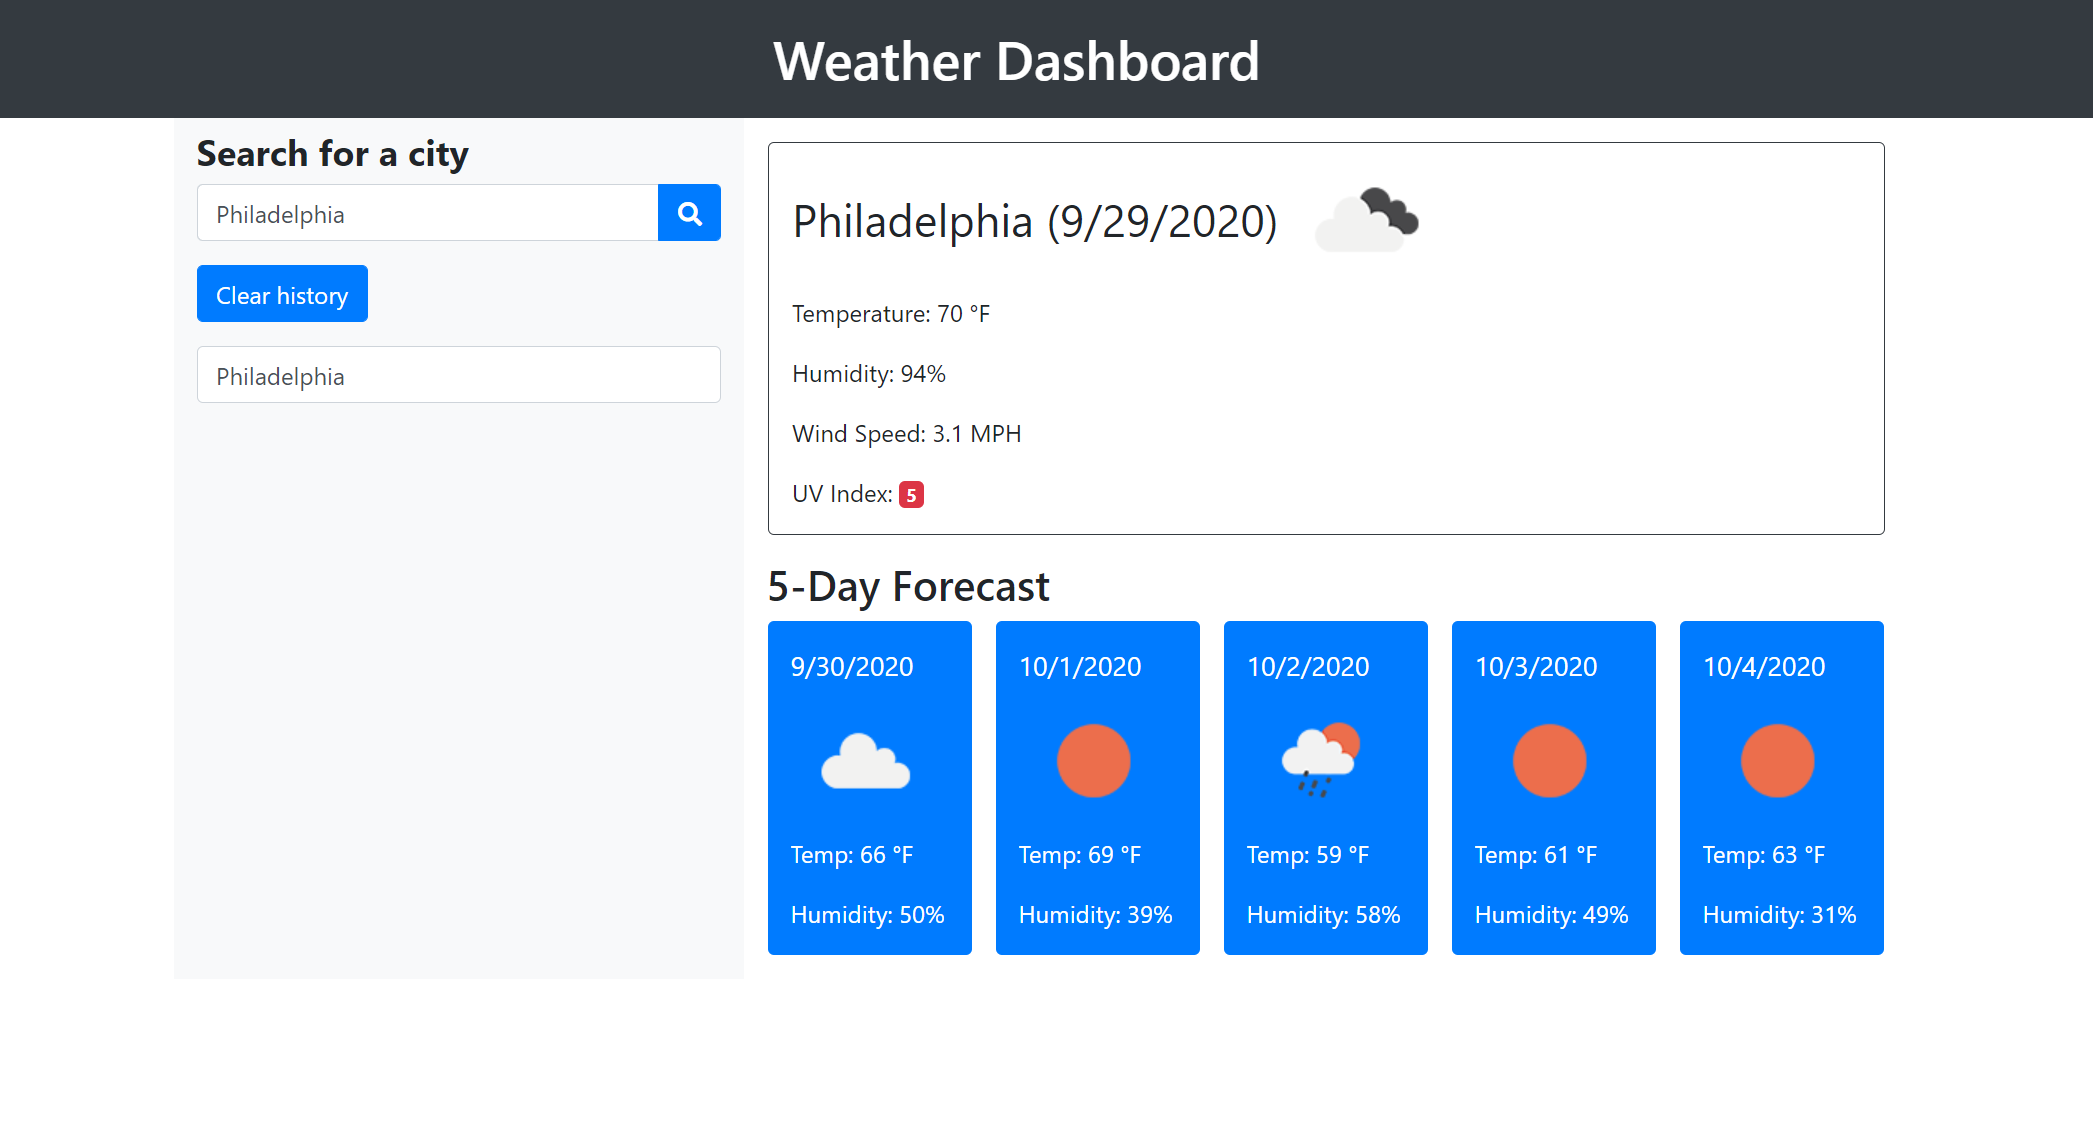 Weather Dashboard
Search for a city
Philadelphia
Clear history
Philadelphia
Philadelphia (9/29/2020)
Temperature: 70 °F
Humidity: 94%
Wind Speed: 3.1 MPH
UV Index: 5
5-Day Forecast
9/30/2020
Temp: 66 °F
Humidity: 50%
10/1/2020
Temp: 69 °F
Humidity: 39%
10/2/2020
Temp: 59 °F
Humidity: 58%
10/3/2020
Temp: 61 °F
Humidity: 49%
10/4/2020
Temp: 63 °F
Humidity: 31%